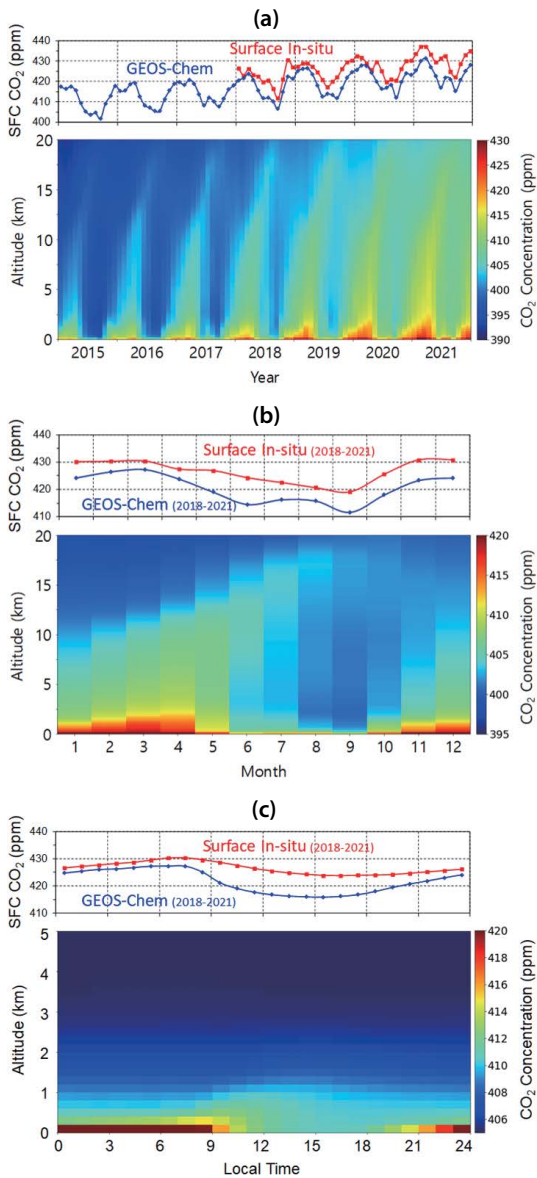 (a)
SFC CO₂ (ppm)
440
430
420
410
400
Surface In-situ
GEOS-Chem
Altitude (km)
20
15
10
5
0
2015 2016 2017 2018 2019 2020 2021
Year
430
425
420
415
410
405
400
395
390
CO₂ Concentration (ppm)
(b)
SFC CO₂ (ppm)
440
430
420
410
Surface In-situ (2018-2021)
GEOS-Chem (2018-2021)
Altitude (km)
20
15
10
5
0
1 2 3 4 5 6 7 8 9 10 11 12
Month
420
415
410
405
400
395
CO₂ Concentration (ppm)
(c)
SFC CO₂ (ppm)
440
430
420
410
Surface In-situ (2018-2021)
GEOS-Chem (2018-2021)
Altitude (km)
5
4
3
2
1
0
0 3 6 9 12 15 18 21 24
Local Time
420
418
416
414
412
410
408
406
CO₂ Concentration (ppm)